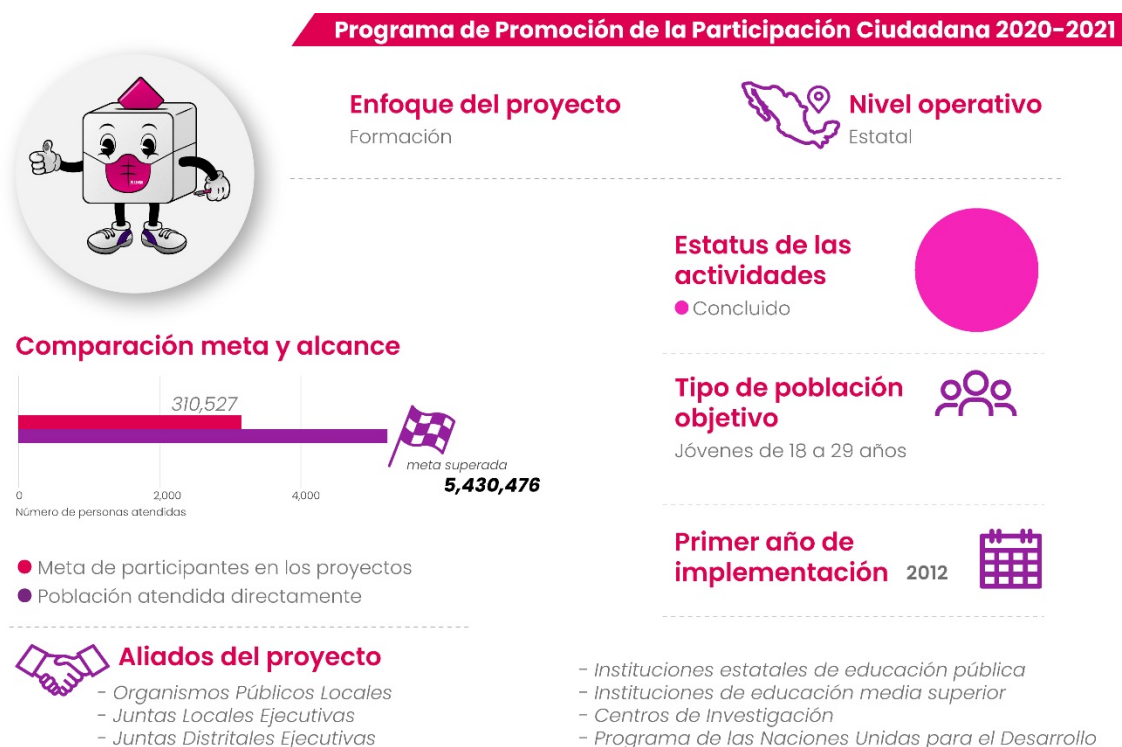 Programa de Promoción de la Participación Ciudadana 2020-2021
Enfoque del proyecto
Formación
Nivel operativo
Estatal
Estatus de las
actividades
Concluido
Comparación meta y alcance
310,527
meta superada
5,430,476
0
2,000
4,000
Número de personas atendidas
Meta de participantes en los proyectos
Población atendida directamente
Tipo de población
objetivo
Jóvenes de 18 a 29 años
Primer año de
implementación 2012
Aliados del proyecto
- Organismos Públicos Locales
- Juntas Locales Ejecutivas
- Juntas Distritales Ejecutivas
- Instituciones estatales de educación pública
- Instituciones de educación media superior
- Centros de Investigación
- Programa de las Naciones Unidas para el Desarrollo